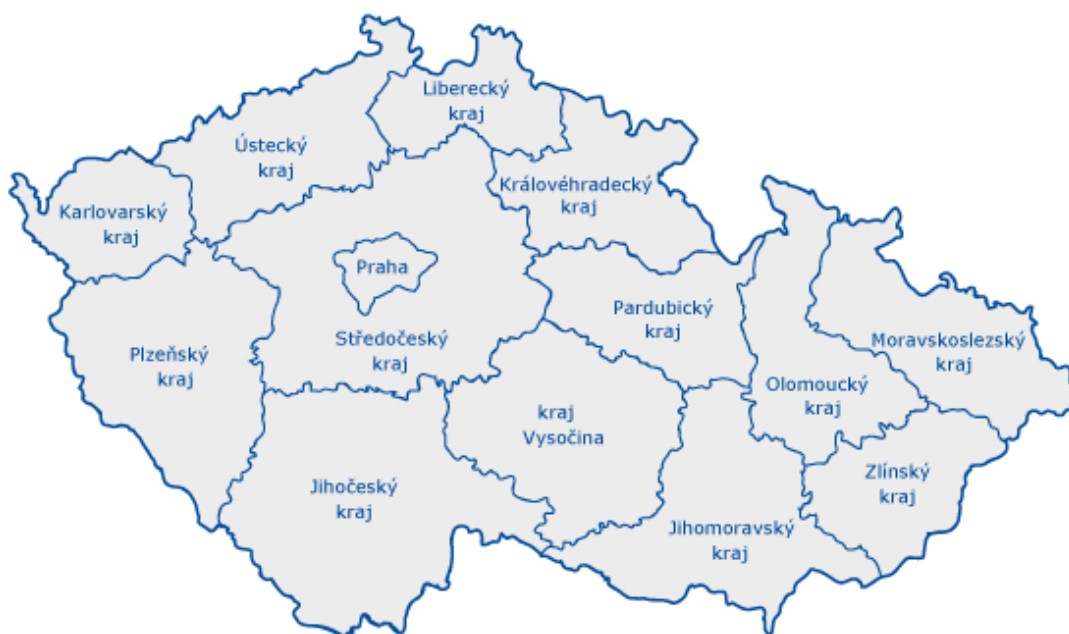 Liberecký
kraj
Ústecký
kraj
Karlovarský
kraj
Královéhradecký
kraj
Praha
Středočeský
kraj
Plzeňský
kraj
Pardubický
kraj
Moravskoslezský
kraj
Olomoucký
kraj
kraj
Vysočina
Jihočeský
kraj
Zlínský
kraj
Jihomoravský
kraj